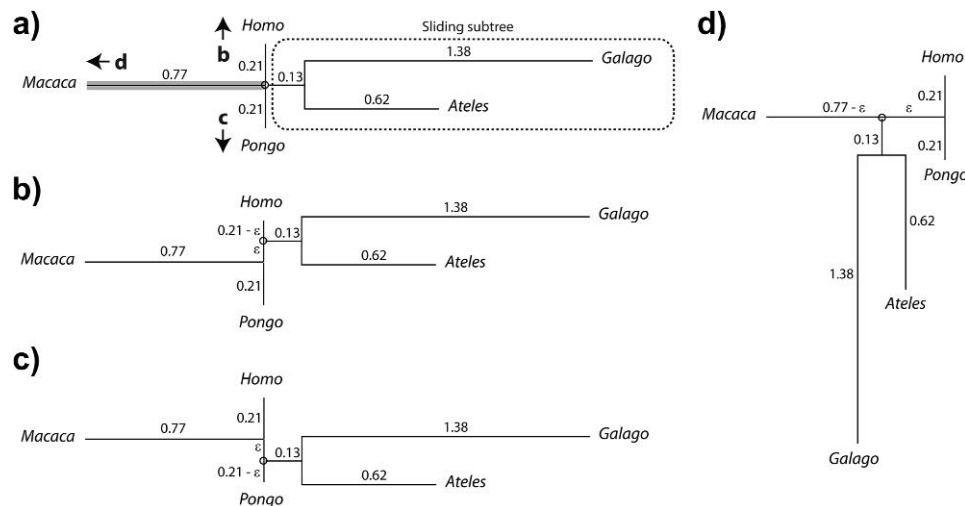 a)
Homo
Sliding subtree
d
b
1.38
Galago
Macaca
0.77
0.21
0.13
0.21
0.62
Ateles
c
Pongo
b)
Homo
1.38
Galago
0.21 - ε
0.13
ε
0.77
0.62
Ateles
Macaca
0.21
Pongo
c)
Homo
0.21
1.38
Galago
Macaca
0.77
ε
0.13
0.21 - ε
0.62
Ateles
Pongo
d)
Homo
0.21
0.77 - ε
ε
Macaca
0.13
0.21
Pongo
0.62
1.38
Ateles
Galago